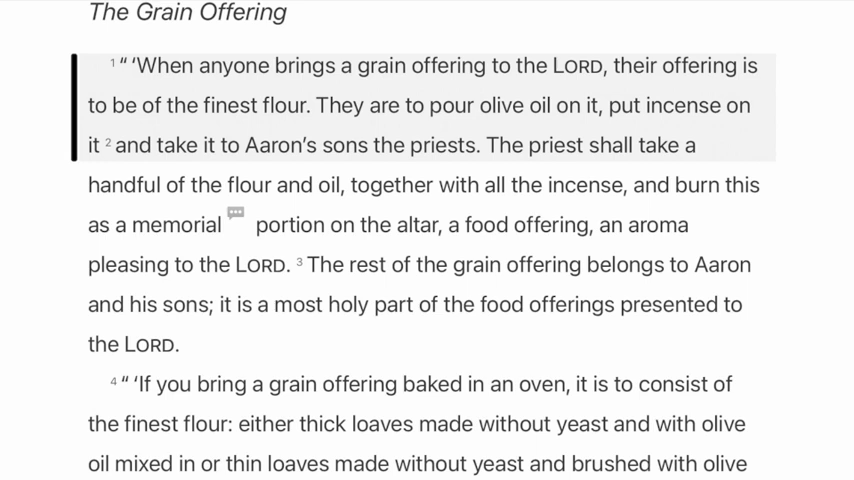 The Grain Offering
1 “ ‘When anyone brings a grain offering to the LORD, their offering is
to be of the finest flour. They are to pour olive oil on it, put incense on
it 2 and take it to Aaron’s sons the priests. The priest shall take a
handful of the flour and oil, together with all the incense, and burn this
as a memorial portion on the altar, a food offering, an aroma
pleasing to the LORD. 3 The rest of the grain offering belongs to Aaron
and his sons; it is a most holy part of the food offerings presented to
the LORD.
4 “ ‘If you bring a grain offering baked in an oven, it is to consist of
the finest flour: either thick loaves made without yeast and with olive
oil mixed in or thin loaves made without yeast and brushed with olive